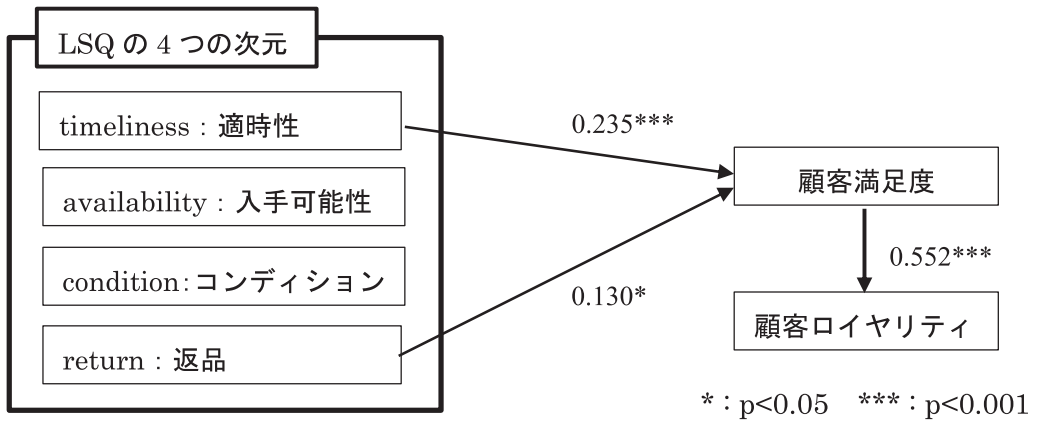 LSQ の 4 つの次元
timeliness : 適時性
availability : 入手可能性
condition:コンディション
return : 返品
0.235***
0.130*
顧客満足度
0.552***
顧客ロイヤリティ
* : p<0.05 *** : p<0.001